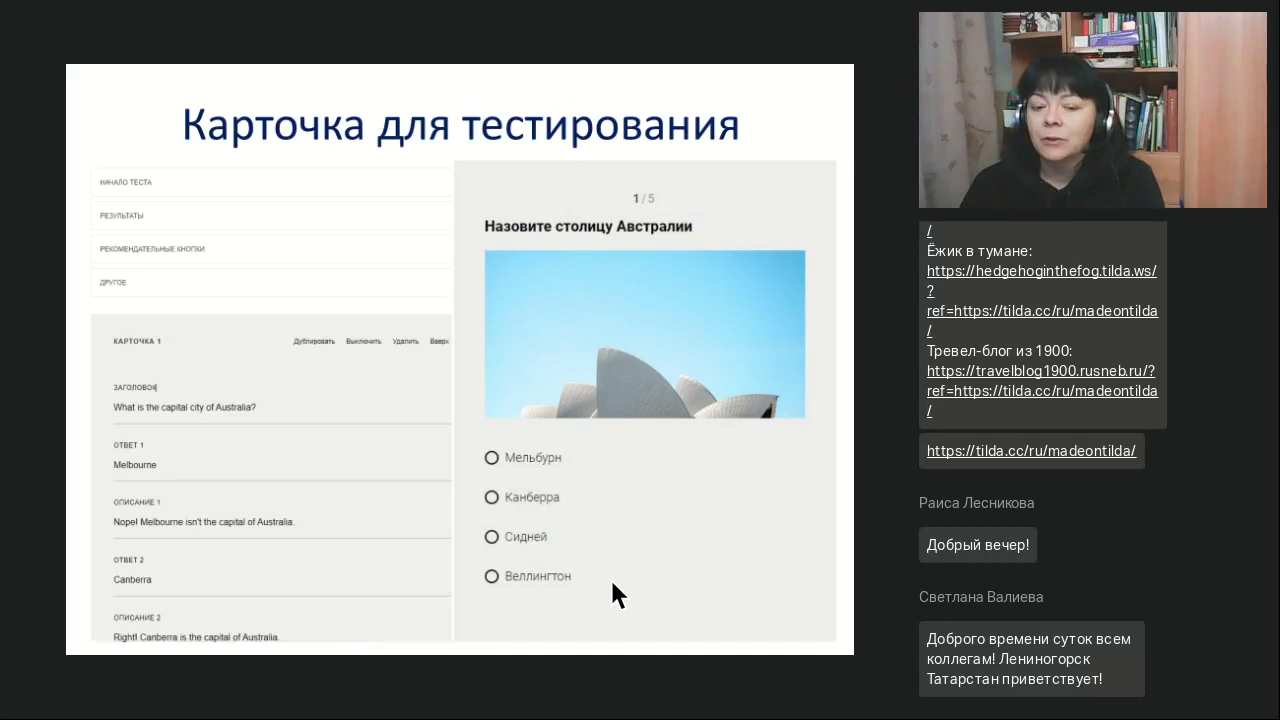 Карточка для тестирования
НАЧАЛО ТЕСТА
РЕЗУЛЬТАТЫ
РЕКОМЕНДАТЕЛЬНЫЕ КНОПКИ
ДРУГОЕ
КАРТОЧКА 1 Дублировать Выключить Удалить Вверх
ЗАГОЛОВОК
What is the capital city of Australia?
ОТВЕТ 1
Melbourne
ОПИСАНИЕ 1
Nope! Melbourne isn't the capital of Australia.
ОТВЕТ 2
Canberra
ОПИСАНИЕ 2
Right! Canberra is the capital of Australia.
1 / 5
Назовите столицу Австралии
Мельбурн
Канберра
Сидней
Веллингтон
/
Ёжик в тумане:
https://hedgehoginthefog.tilda.ws/
?
ref=https://tilda.cc/ru/madeontilda
/
Тревел-блог из 1900:
https://travelblog1900.rusneb.ru/?
ref=https://tilda.cc/ru/madeontilda
/
https://tilda.cc/ru/madeontilda/
Раиса Лесникова
Добрый вечер!
Светлана Валиева
Доброго времени суток всем
коллегам! Лениногорск
Татарстан приветствует!